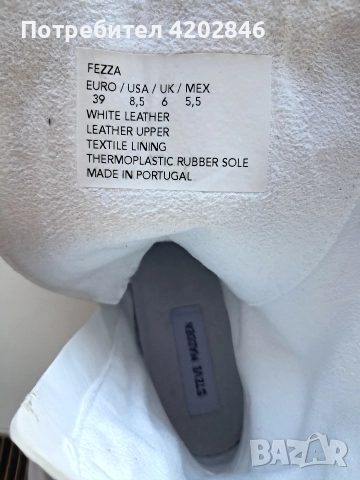 Потребител 4202846
FEZZA
EURO / USA / UK / MEX
39 8,5 6 5,5
WHITE LEATHER
LEATHER UPPER
TEXTILE LINING
THERMOPLASTIC RUBBER SOLE
MADE IN PORTUGAL
STEVE MADDEN
BAZAR